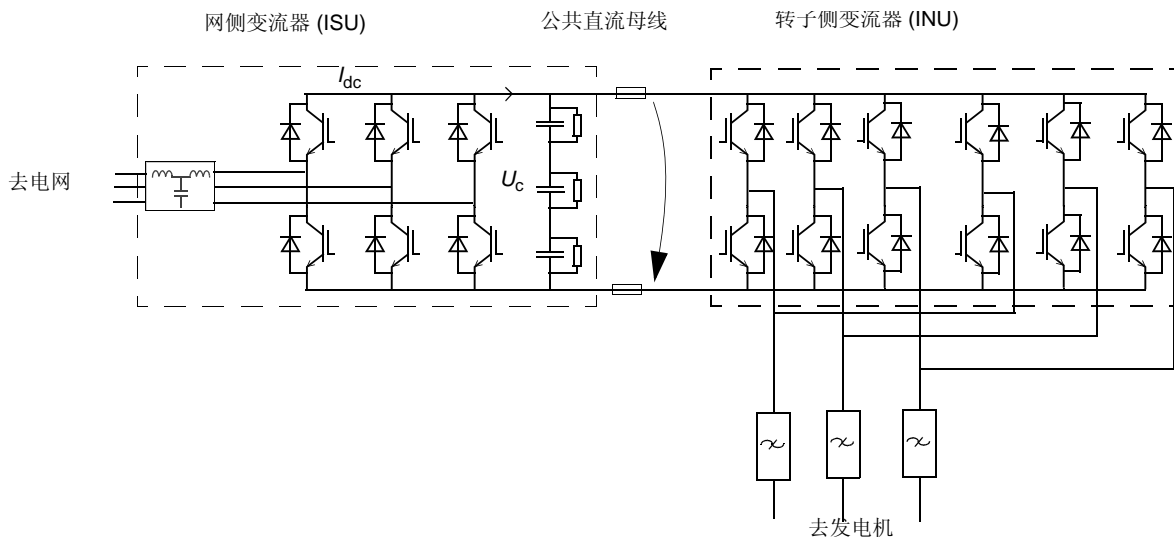 网侧变流器 (ISU)
公共直流母线
转子侧变流器 (INU)
Idc
去电网
Uc
去发电机